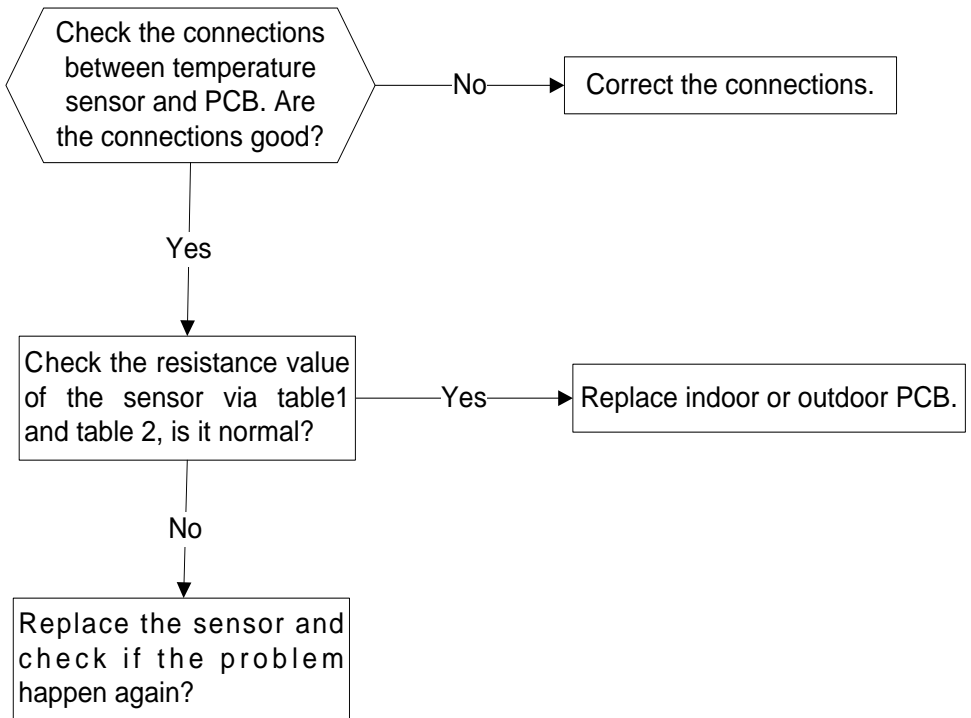 Check the connections
between temperature
sensor and PCB. Are
the connections good?
No
Correct the connections.
Yes
Check the resistance value
of the sensor via table1
and table 2, is it normal?
Yes
Replace indoor or outdoor PCB.
No
Replace the sensor and
check if the problem
happen again?